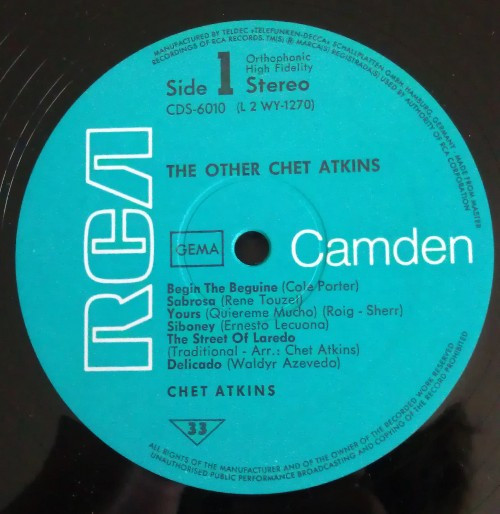 MANUFACTURED BY TELDEC »TELEFUNKEN-DECCA« SCHALLPLATTEN GMBH, HAMBURG, GERMANY MADE FROM MASTER
RECORDINGS OF RCA RECORDS, TM(S) ® MARCA(S) REGISTRADA(S) USED BY AUTHORITY OF RCA CORPORATION
Side 1
Orthophonic
High Fidelity
Stereo
CDS-6010 (L 2 WY-1270)
RCA
THE OTHER CHET ATKINS
GEMA
Camden
Begin The Beguine (Cole Porter)
Sabrosa (Rene Touzel)
Yours (Quiereme Mucho) (Roig - Sherr)
Siboney (Ernesto Lecuona)
The Street Of Laredo
(Traditional - Arr.: Chet Atkins)
Delicado (Waldyr Azevedo)
CHET ATKINS
33
ALL RIGHTS OF THE MANUFACTURER AND OF THE OWNER OF THE RECORDED WORK RESERVED
UNAUTHORISED PUBLIC PERFORMANCE BROADCASTING AND COPYING OF THE RECORD PROHIBITED